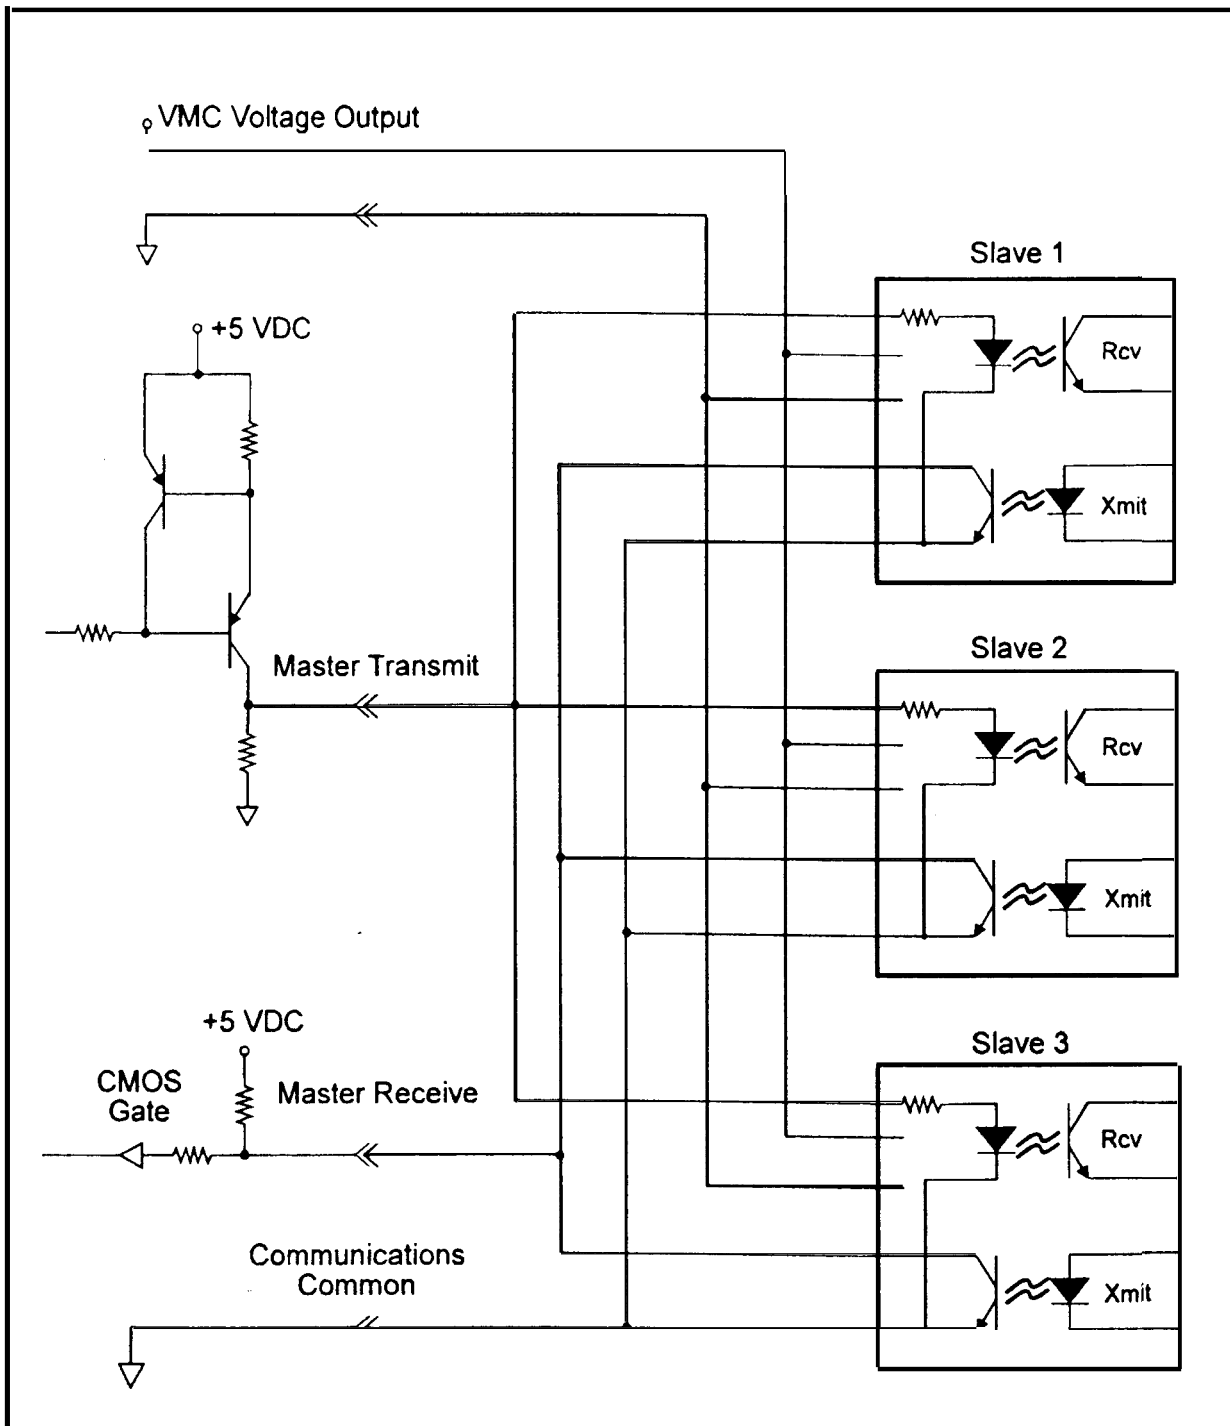 VMC Voltage Output
Slave 1
+5 VDC
Rcv
Xmit
Slave 2
Master Transmit
Rcv
Xmit
+5 VDC
Slave 3
CMOS
Gate
Master Receive
Rcv
Communications
Common
Xmit